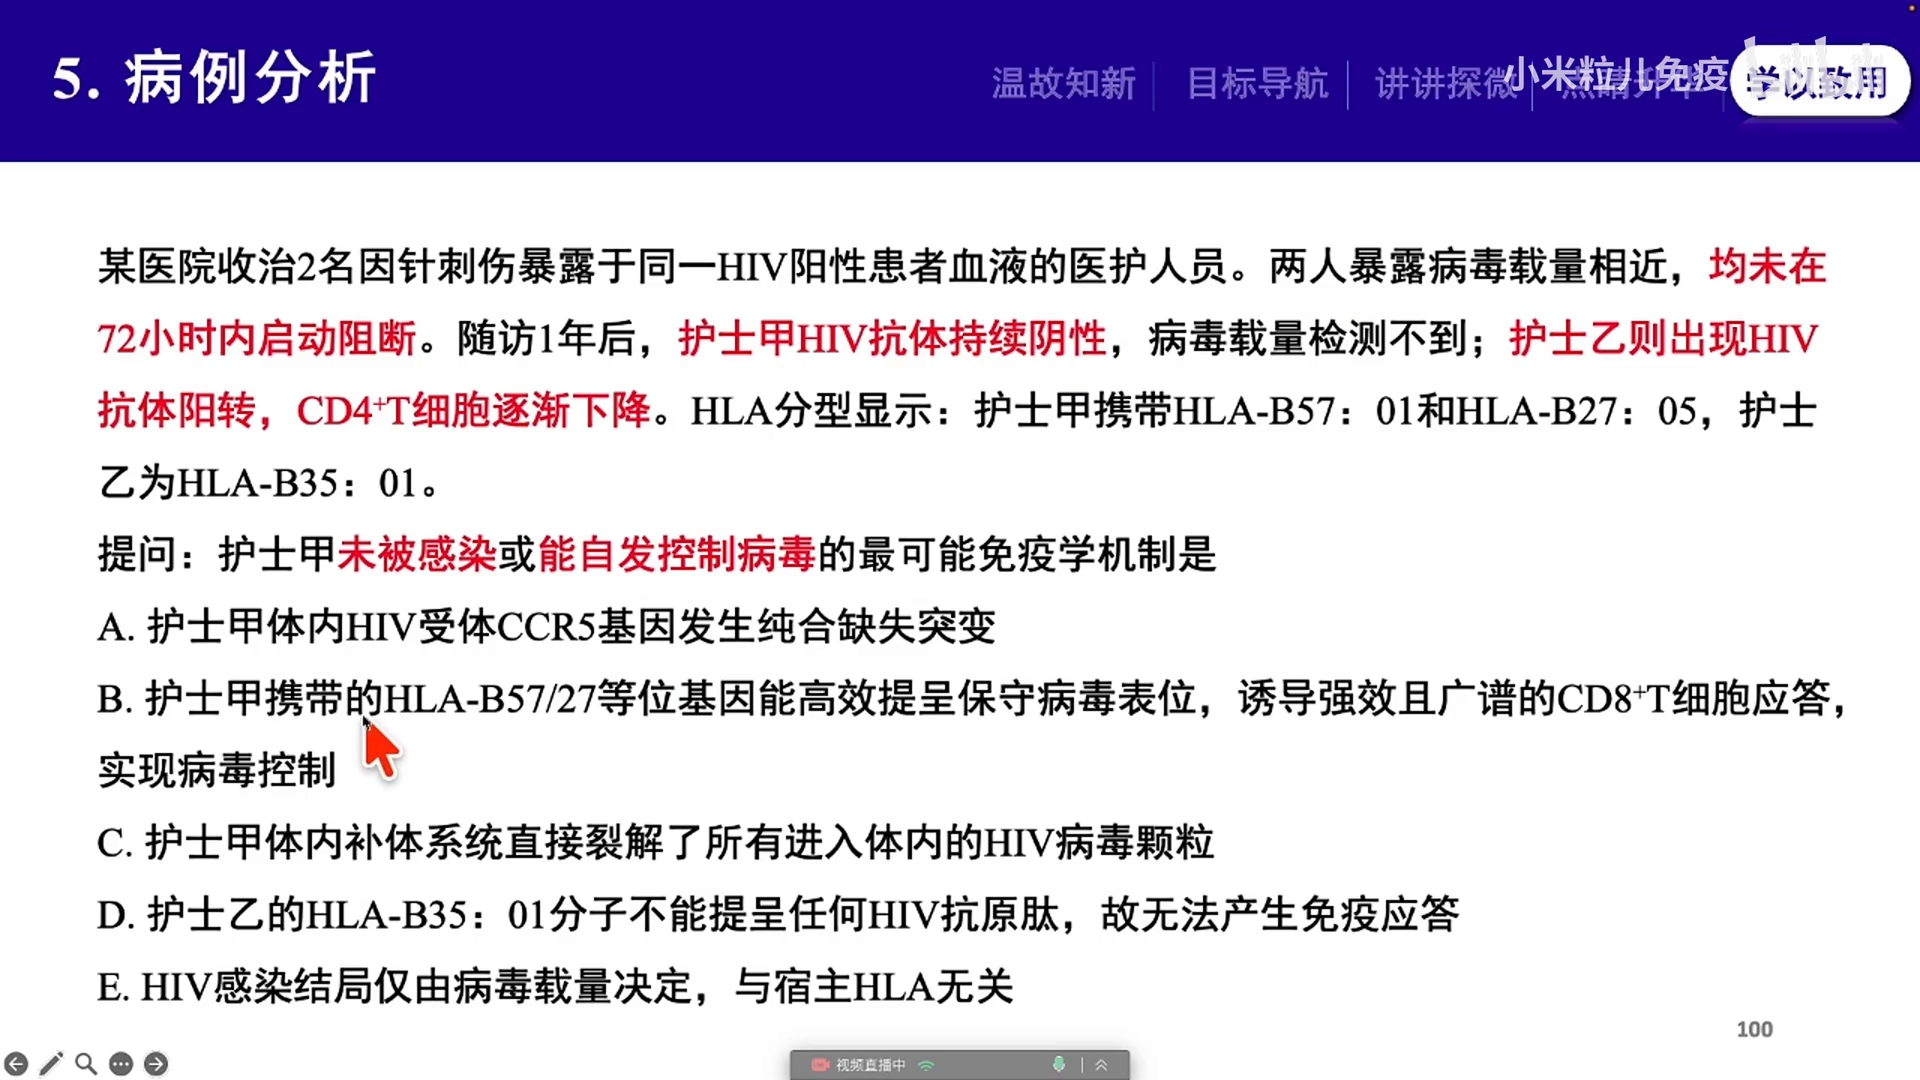 5. 病例分析
温故知新
目标导航
讲讲探微
小米粒儿免疫
学以致用
某医院收治2名因针刺伤暴露于同一HIV阳性患者血液的医护人员。两人暴露病毒载量相近，均未在
72小时内启动阻断。随访1年后，护士甲HIV抗体持续阴性，病毒载量检测不到；护士乙则出现HIV
抗体阳转，CD4⁺T细胞逐渐下降。HLA分型显示：护士甲携带HLA-B57：01和HLA-B27：05，护士
乙为HLA-B35：01。
提问：护士甲未被感染或能自发控制病毒的最可能免疫学机制是
A. 护士甲体内HIV受体CCR5基因发生纯合缺失突变
B. 护士甲携带的HLA-B57/27等位基因能高效提呈保守病毒表位，诱导强效且广谱的CD8⁺T细胞应答，
实现病毒控制
C. 护士甲体内补体系统直接裂解了所有进入体内的HIV病毒颗粒
D. 护士乙的HLA-B35：01分子不能提呈任何HIV抗原肽，故无法产生免疫应答
E. HIV感染结局仅由病毒载量决定，与宿主HLA无关
100
视频直播中